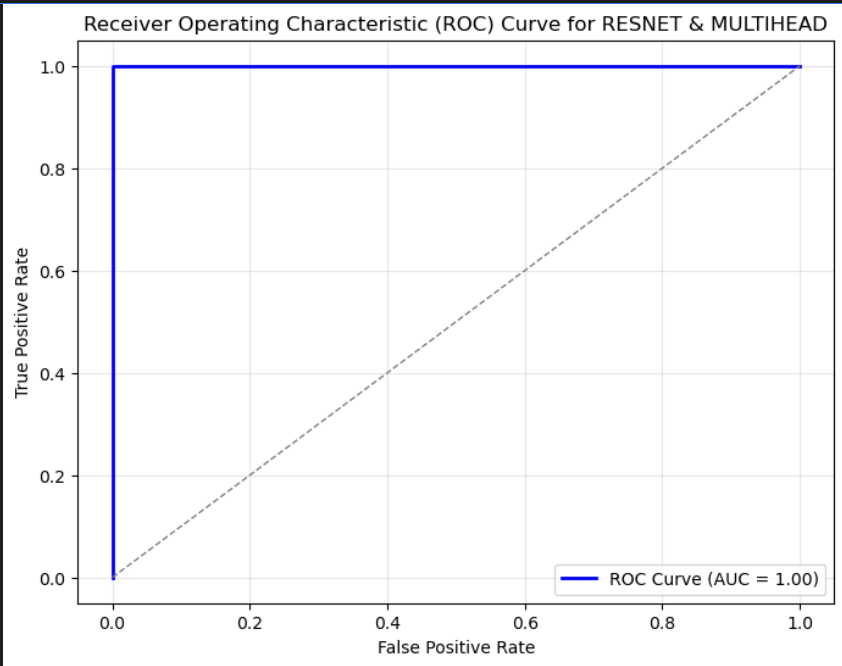 Receiver Operating Characteristic (ROC) Curve for RESNET & MULTIHEAD
1.0
0.8
0.6
0.4
0.2
0.0
True Positive Rate
ROC Curve (AUC = 1.00)
0.0 0.2 0.4 0.6 0.8 1.0
False Positive Rate